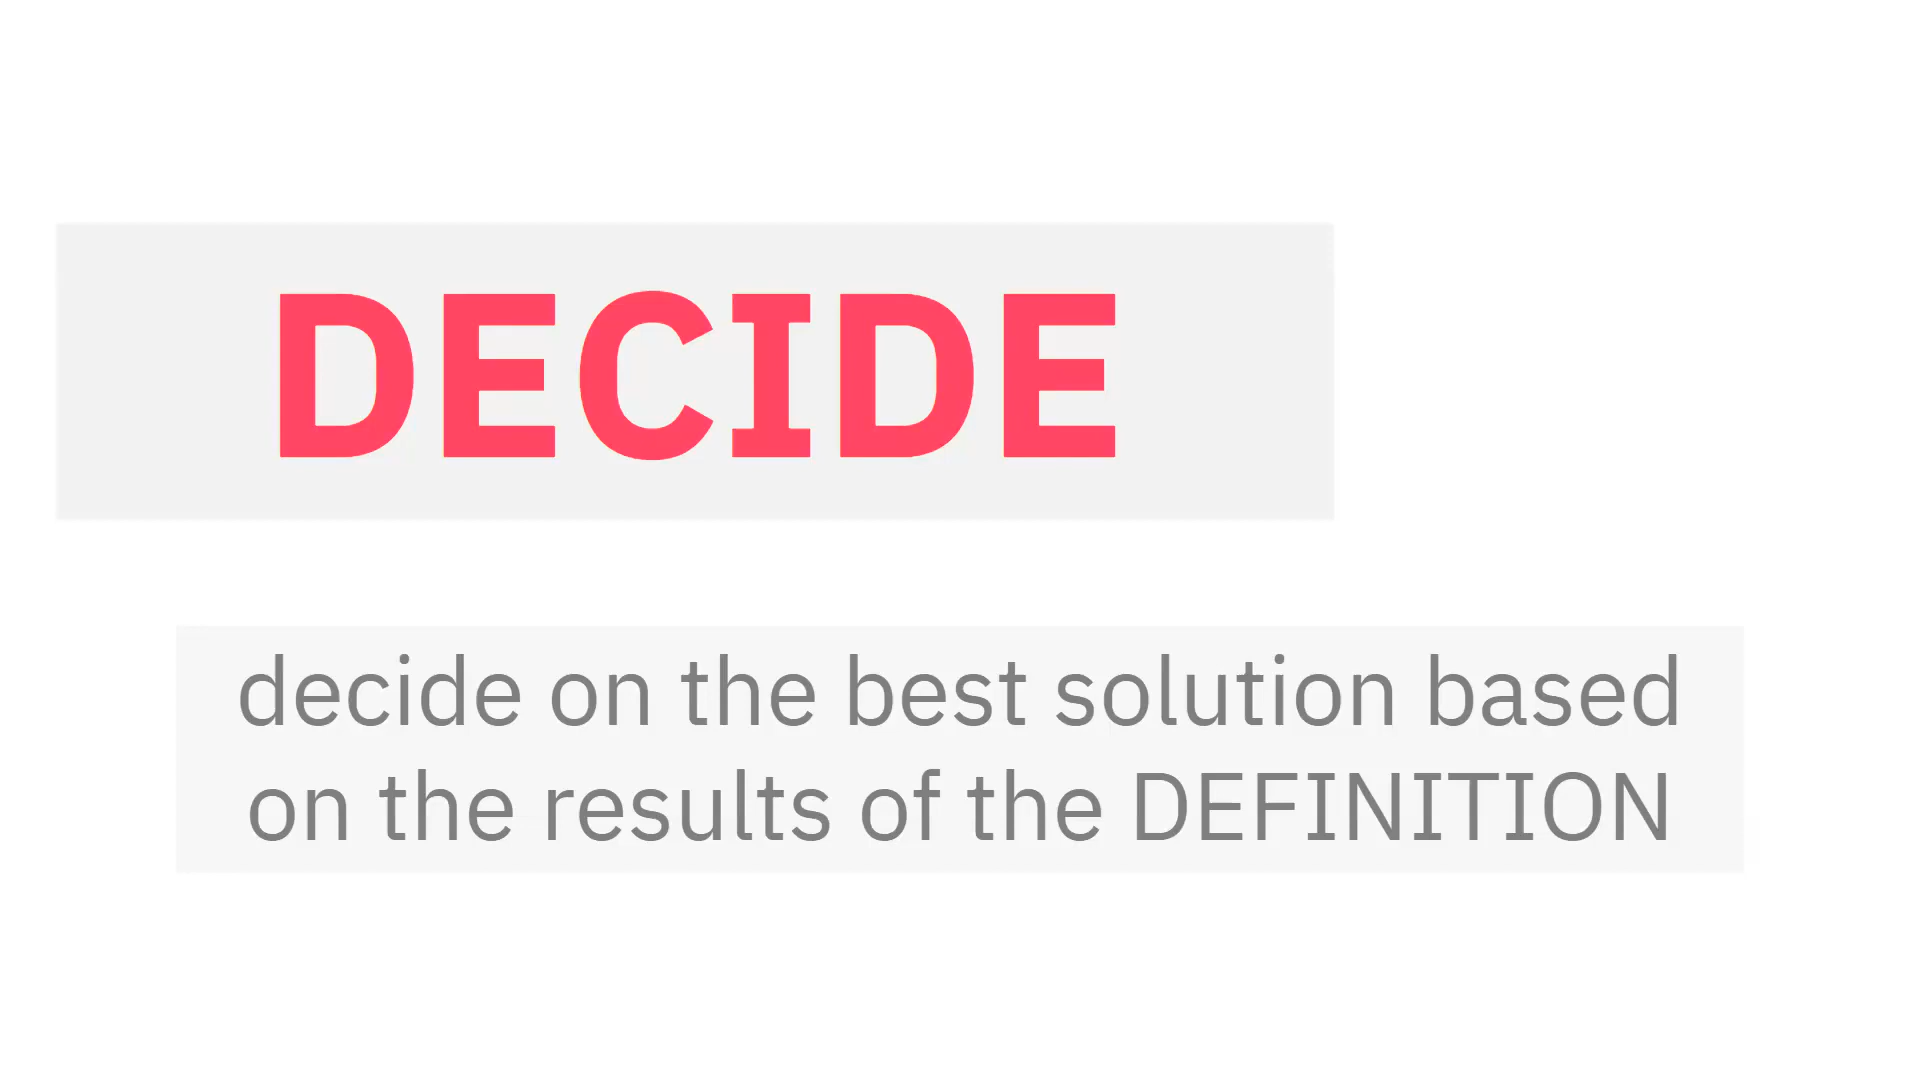 DECIDE
decide on the best solution based
on the results of the DEFINITION